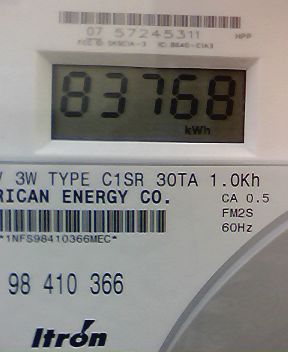 07 57245311
83768
kWh
3W TYPE C1SR 30TA 1.0Kh
RICAN ENERGY CO.
CA 0.5
FM2S
60Hz
*1NFS98410366MEC*
98 410 366
Itron